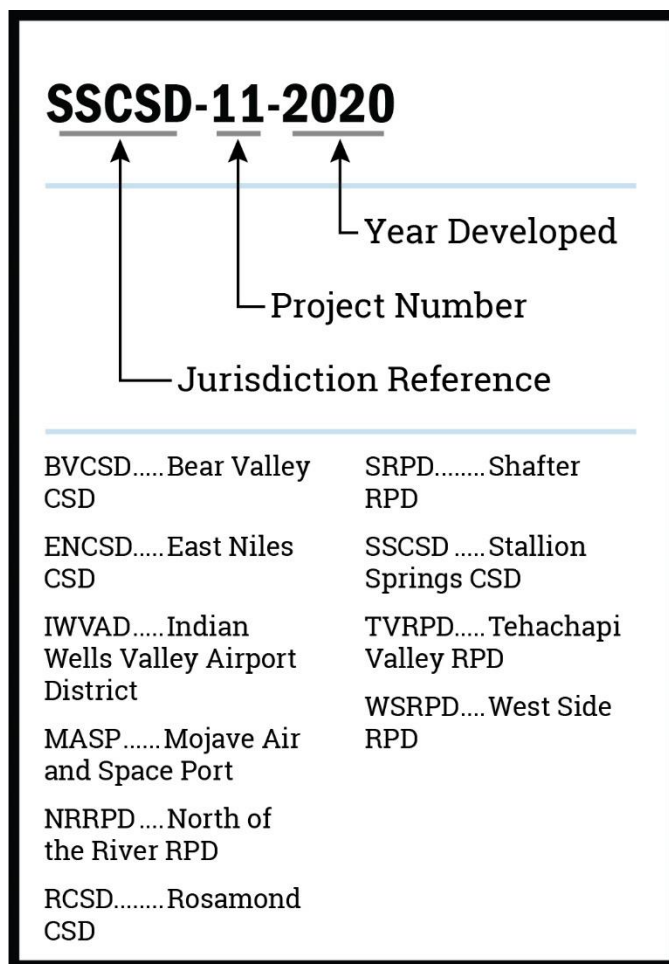 SSCSD-11-2020
Year Developed
Project Number
Jurisdiction Reference
BVCSD.....Bear Valley
CSD
ENCSD.....East Niles
CSD
IWVAD.....Indian
Wells Valley Airport
District
MASP......Mojave Air
and Space Port
NRRPD....North of
the River RPD
RCSD........Rosamond
CSD
SRPD........Shafter
RPD
SSCSD.....Stallion
Springs CSD
TVRPD.....Tehachapi
Valley RPD
WSRPD....West Side
RPD